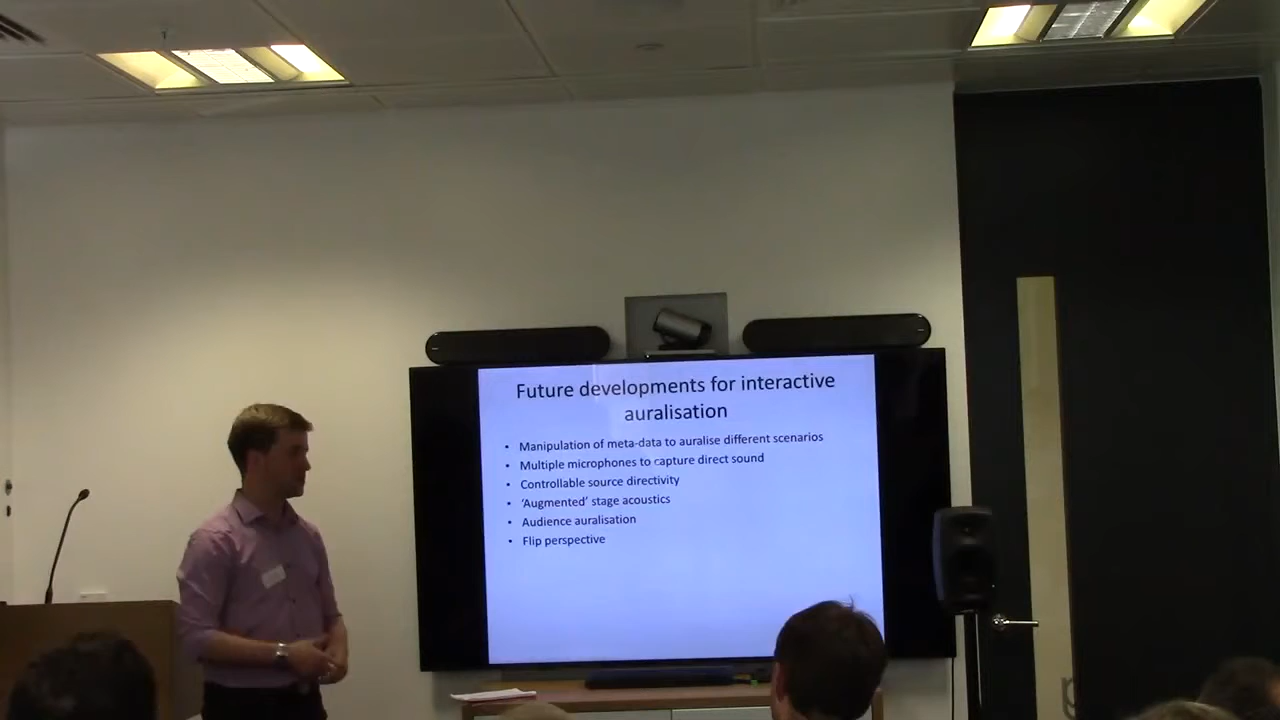 Future developments for interactive
auralisation
• Manipulation of meta-data to auralise different scenarios
• Multiple microphones to capture direct sound
• Controllable source directivity
• ‘Augmented’ stage acoustics
• Audience auralisation
• Flip perspective